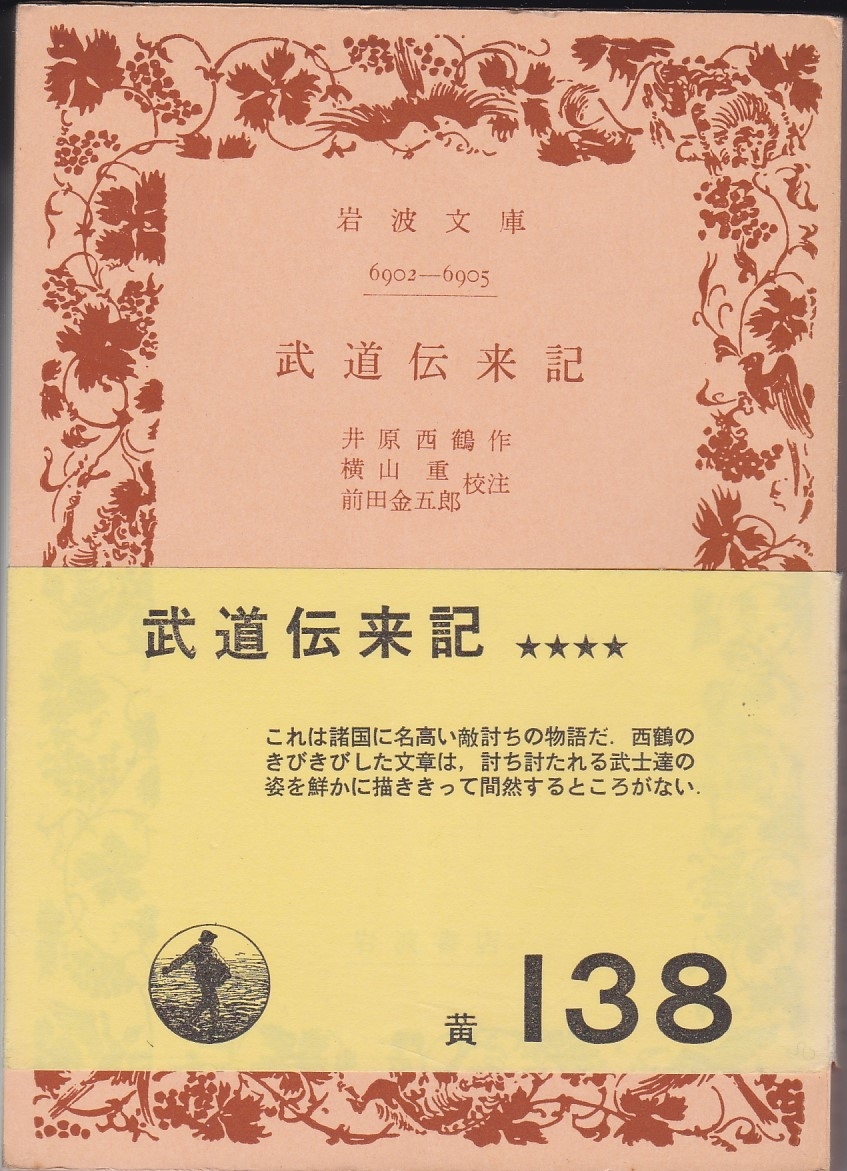 岩波文庫
6902—6905
武道伝来記
井原西鶴作
横山重
前田金五郎 校注
武道伝来記 ★★★★
これは諸国に名高い敵討ちの物語だ．西鶴の
きびきびした文章は，討ち討たれる武士達の
姿を鮮かに描ききって間然するところがない．
黄 138